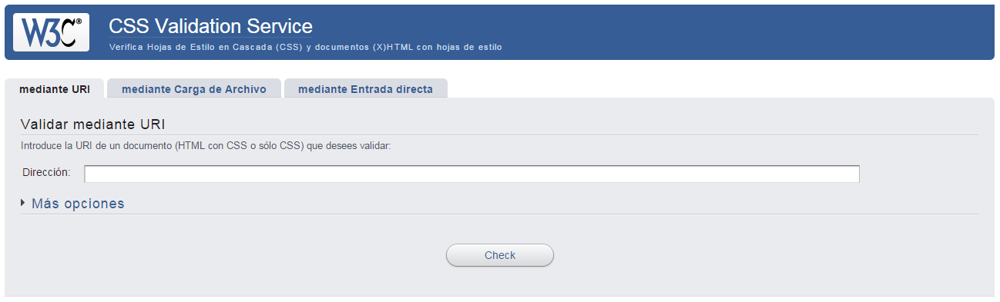 W3C®
CSS Validation Service
Verifica Hojas de Estilo en Cascada (CSS) y documentos (X)HTML con hojas de estilo
mediante URI mediante Carga de Archivo mediante Entrada directa
Validar mediante URI
Introduce la URI de un documento (HTML con CSS o sólo CSS) que desees validar:
Dirección:
Más opciones
Check